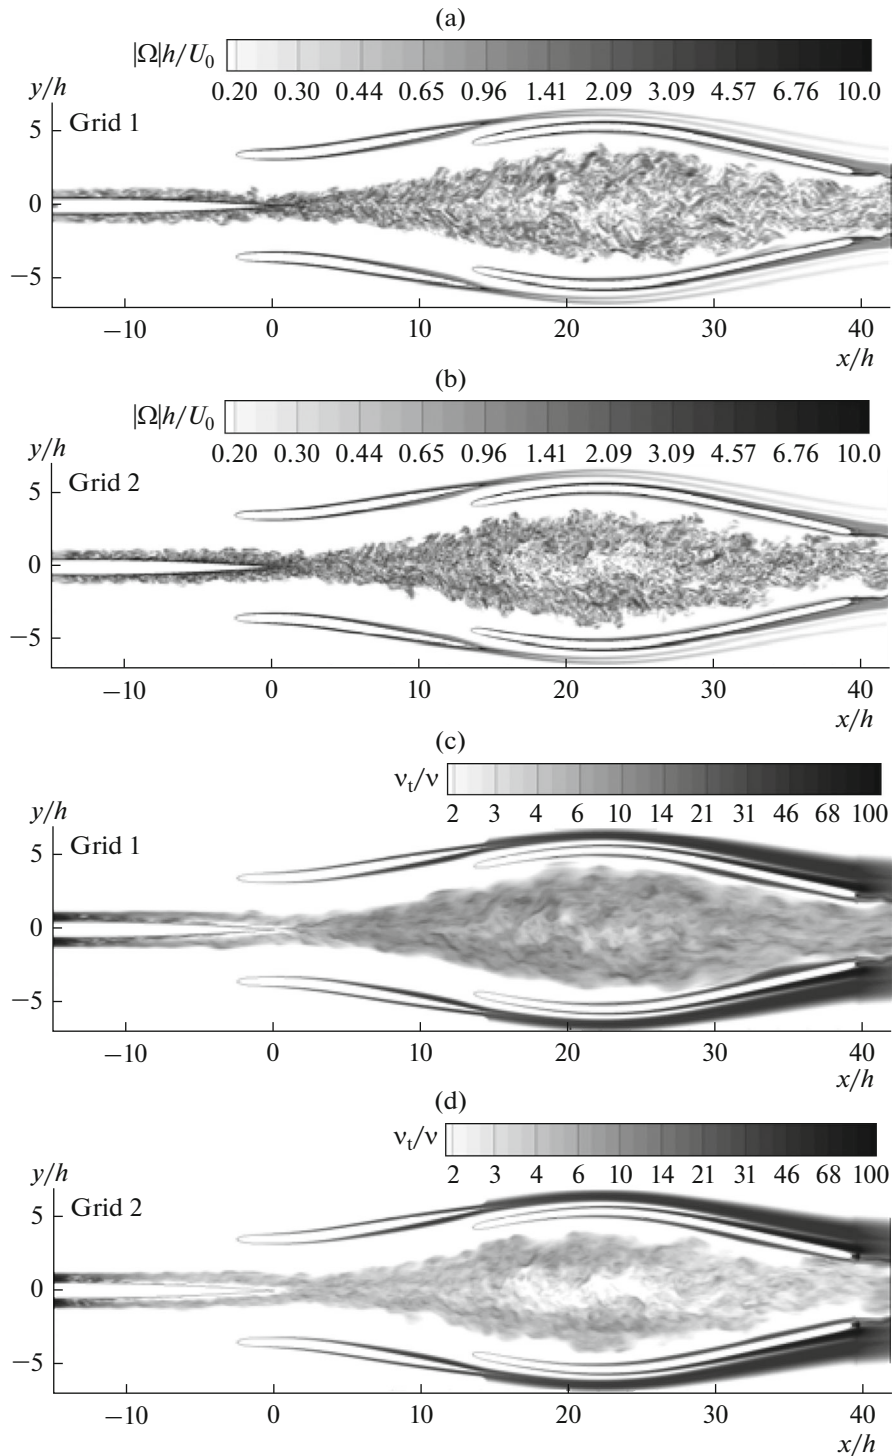 (a)
|Ω|h/U₀
0.20 0.30 0.44 0.65 0.96 1.41 2.09 3.09 4.57 6.76 10.0
y/h
Grid 1
5
0
−5
−10 0 10 20 30 40
x/h
(b)
|Ω|h/U₀
0.20 0.30 0.44 0.65 0.96 1.41 2.09 3.09 4.57 6.76 10.0
y/h
Grid 2
5
0
−5
−10 0 10 20 30 40
x/h
(c)
νₜ/ν
2 3 4 6 10 14 21 31 46 68 100
y/h
Grid 1
5
0
−5
−10 0 10 20 30 40
x/h
(d)
νₜ/ν
2 3 4 6 10 14 21 31 46 68 100
y/h
Grid 2
5
0
−5
−10 0 10 20 30 40
x/h